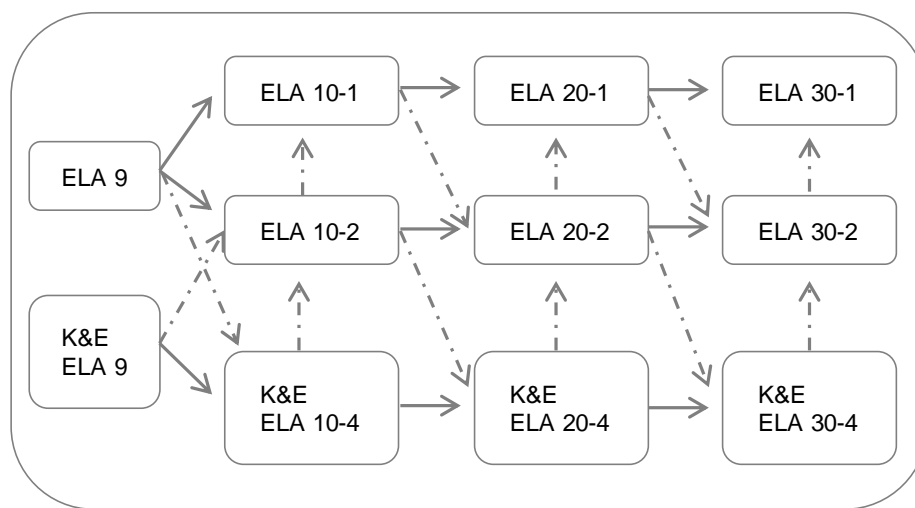 ELA 10-1
ELA 20-1
ELA 30-1
ELA 9
ELA 10-2
ELA 20-2
ELA 30-2
K&E
ELA 9
K&E
ELA 10-4
K&E
ELA 20-4
K&E
ELA 30-4